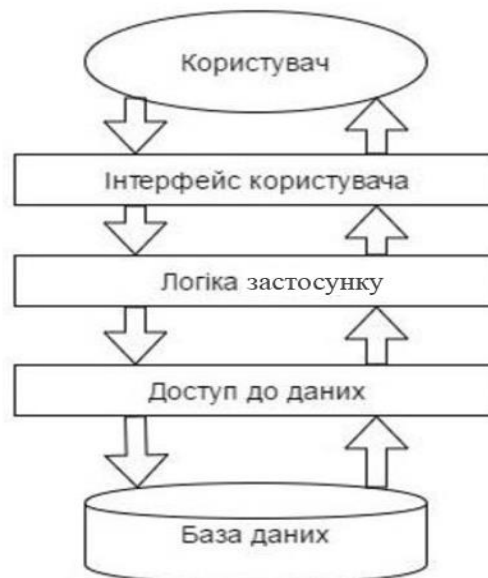 Користувач
Інтерфейс користувача
Логіка застосунку
Доступ до даних
База даних